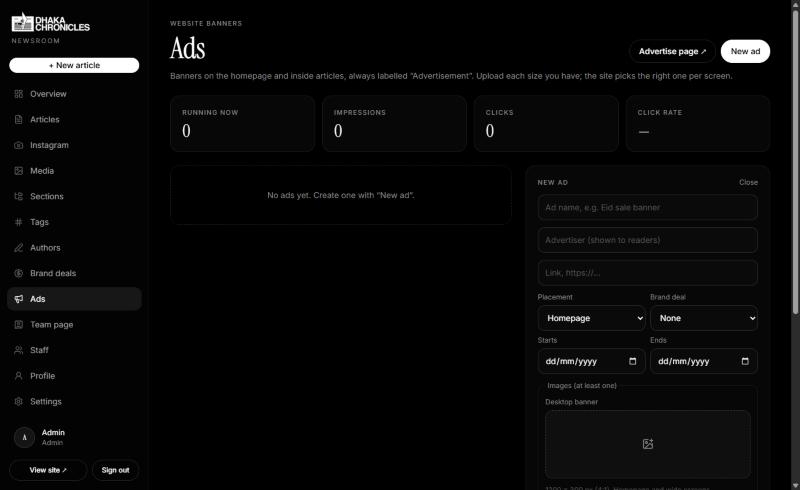 DHAKA
CHRONICLES
NEWSROOM
+ New article
Overview
Articles
Instagram
Media
Sections
Tags
Authors
Brand deals
Ads
Team page
Staff
Profile
Settings
A
Admin
Admin
View site ↗
Sign out
WEBSITE BANNERS
Ads
Advertise page ↗
New ad
Banners on the homepage and inside articles, always labelled “Advertisement”. Upload each size you have; the site picks the right one per screen.
RUNNING NOW
0
IMPRESSIONS
0
CLICKS
0
CLICK RATE
—
No ads yet. Create one with “New ad”.
NEW AD
Close
Ad name, e.g. Eid sale banner
Advertiser (shown to readers)
Link, https://...
Placement
Brand deal
Homepage
None
Starts
Ends
dd/mm/yyyy
dd/mm/yyyy
Images (at least one)
Desktop banner